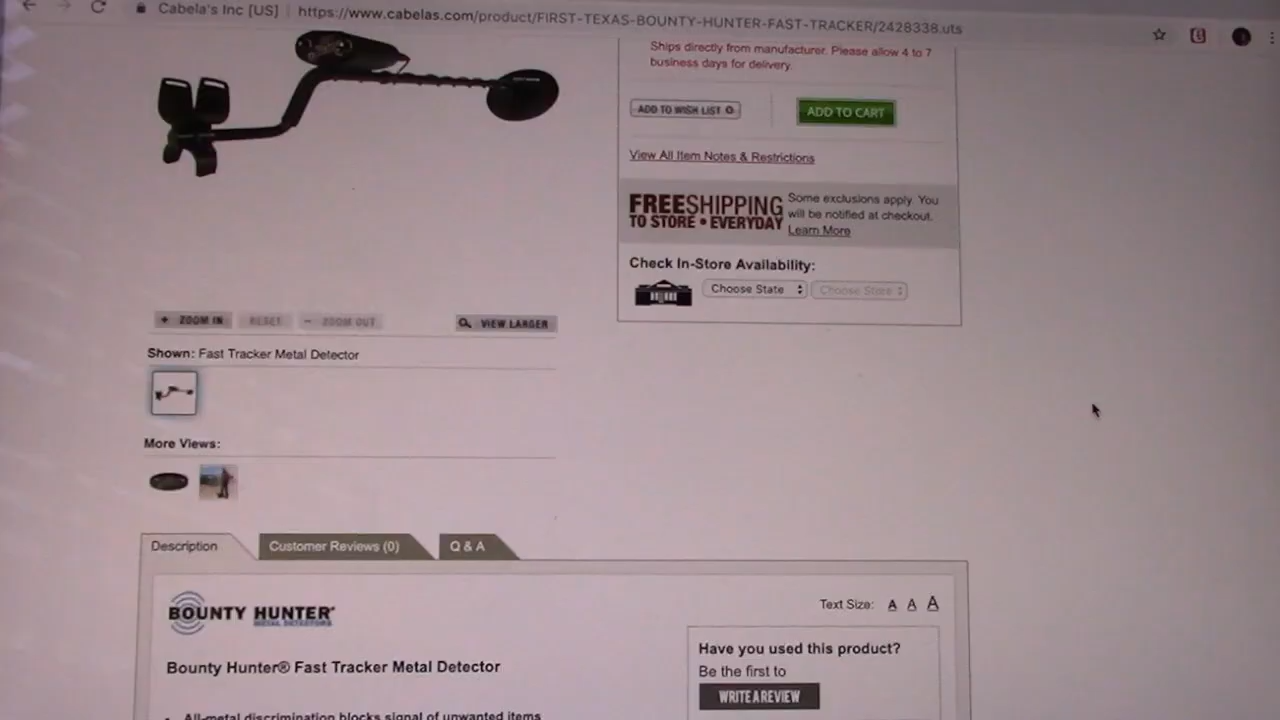 Cabela's Inc [US] | https://www.cabelas.com/product/FIRST-TEXAS-BOUNTY-HUNTER-FAST-TRACKER/2428338.uts
Ships directly from manufacturer. Please allow 4 to 7
business days for delivery.
ADD TO WISH LIST
ADD TO CART
View All Item Notes & Restrictions
FREE SHIPPING
TO STORE • EVERYDAY
Some exclusions apply. You
will be notified at checkout.
Learn More
Check In-Store Availability:
Choose State
Choose Store
+ ZOOM IN
RESET
− ZOOM OUT
VIEW LARGER
Shown: Fast Tracker Metal Detector
More Views:
Description
Customer Reviews (0)
Q & A
BOUNTY HUNTER®
METAL DETECTORS
Text Size: A A A
Have you used this product?
Be the first to
WRITE A REVIEW
Bounty Hunter® Fast Tracker Metal Detector
• All-metal discrimination blocks signal of unwanted items